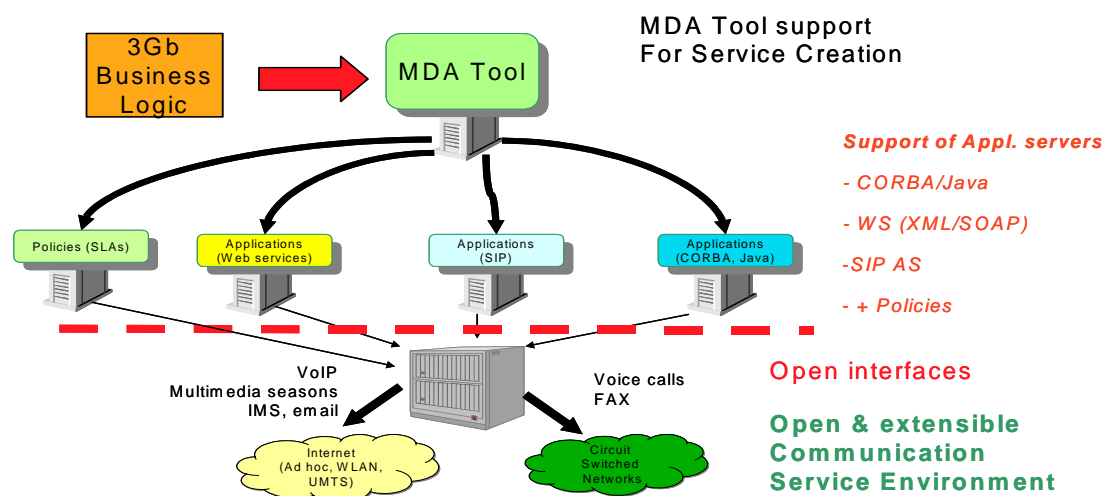 MDA Tool support
For Service Creation
3Gb
Business
Logic
MDA Tool
Support of Appl. servers
- CORBA/Java
- WS (XML/SOAP)
-SIP AS
- + Policies
Policies (SLAs)
Applications
(Web services)
Applications
(SIP)
Applications
(CORBA, Java)
VoIP
Multimedia seasons
IMS, email
Voice calls
FAX
Open interfaces
Open & extensible
Communication
Service Environment
Internet
(Ad hoc, WLAN,
UMTS)
Circuit
Switched
Networks